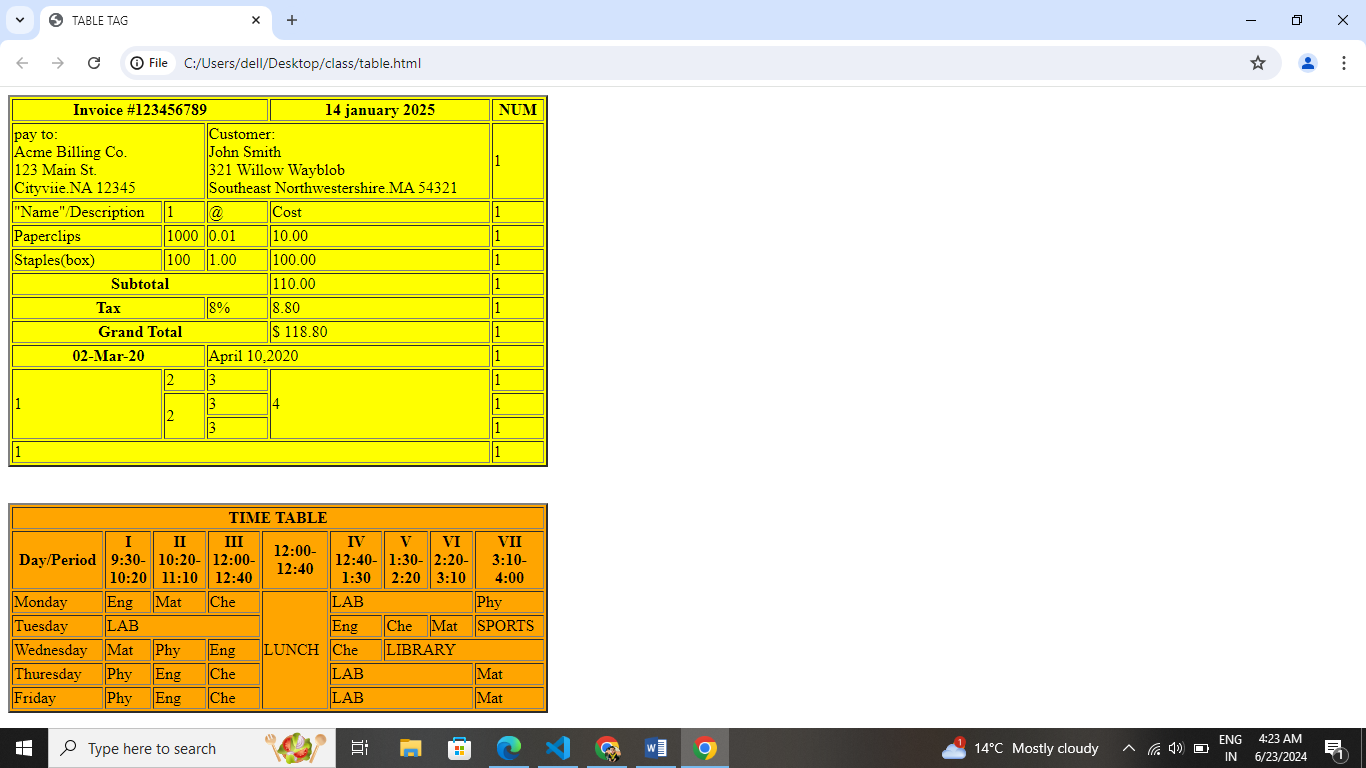 TABLE TAG
File C:/Users/dell/Desktop/class/table.html
Invoice #123456789 14 january 2025 NUM
pay to:
Acme Billing Co.
123 Main St.
Cityviie.NA 12345
Customer:
John Smith
321 Willow Wayblob
Southeast Northwestershire.MA 54321
1
"Name"/Description 1 @ Cost 1
Paperclips 1000 0.01 10.00 1
Staples(box) 100 1.00 100.00 1
Subtotal 110.00 1
Tax 8% 8.80 1
Grand Total $ 118.80 1
02-Mar-20 April 10,2020 1
1 2 3 4 1
2 3 1
3 1
1 1
TIME TABLE
Day/Period
I
9:30-
10:20
II
10:20-
11:10
III
12:00-
12:40
12:00-
12:40
IV
12:40-
1:30
V
1:30-
2:20
VI
2:20-
3:10
VII
3:10-
4:00
Monday Eng Mat Che LUNCH LAB Phy
Tuesday LAB Eng Che Mat SPORTS
Wednesday Mat Phy Eng Che LIBRARY
Thuresday Phy Eng Che LAB Mat
Friday Phy Eng Che LAB Mat
Type here to search
1
14°C Mostly cloudy
ENG
IN
4:23 AM
6/23/2024
1